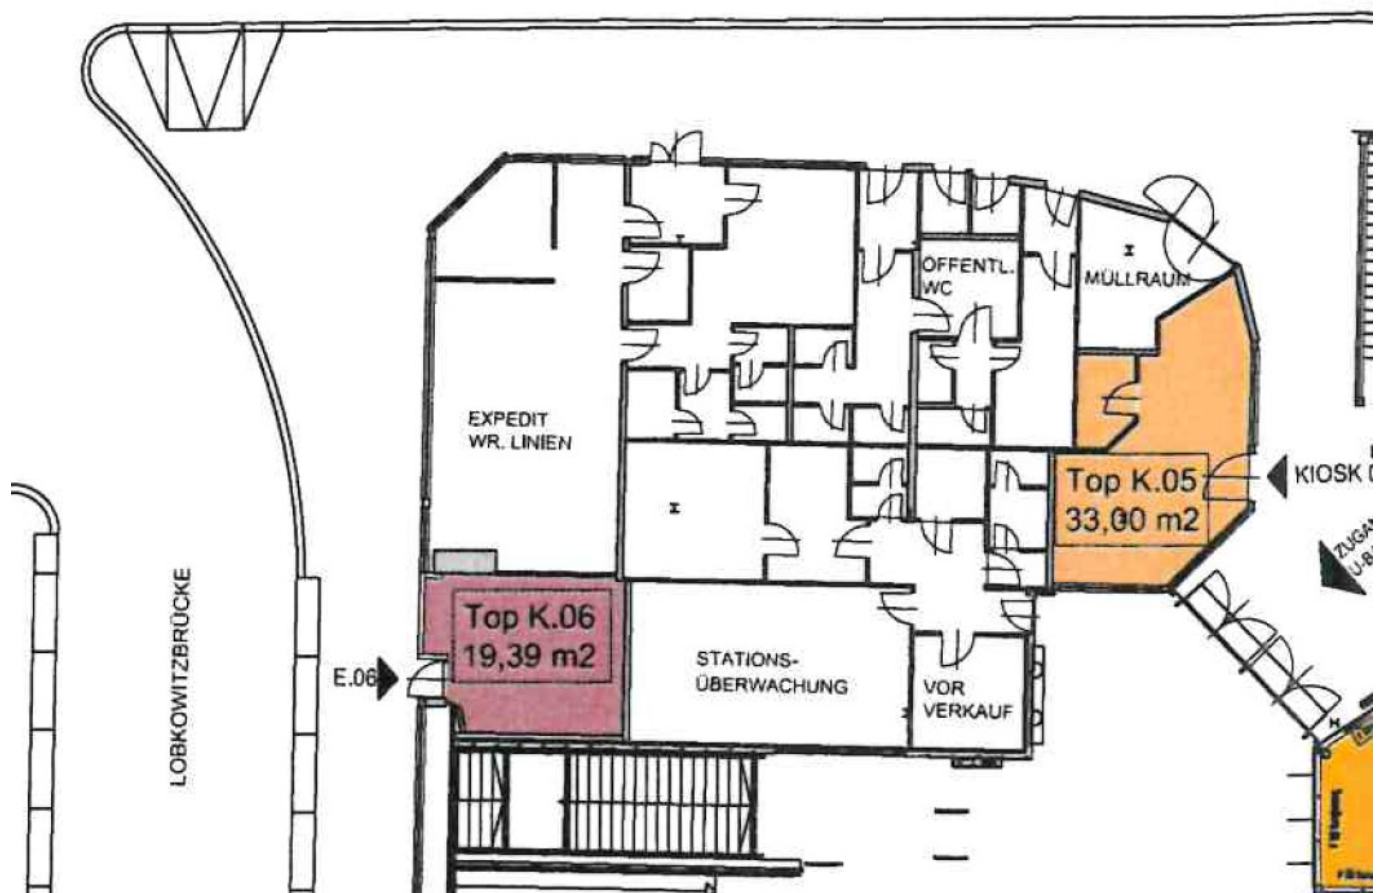 ÖFFENTL.
WC
MÜLLRAUM
EXPEDIT
WR. LINIEN
Top K.05
33,00 m2
KIOSK
LOBKOWITZBRÜCKE
Top K.06
19,39 m2
E.06
STATIONS-
ÜBERWACHUNG
VOR
VERKAUF